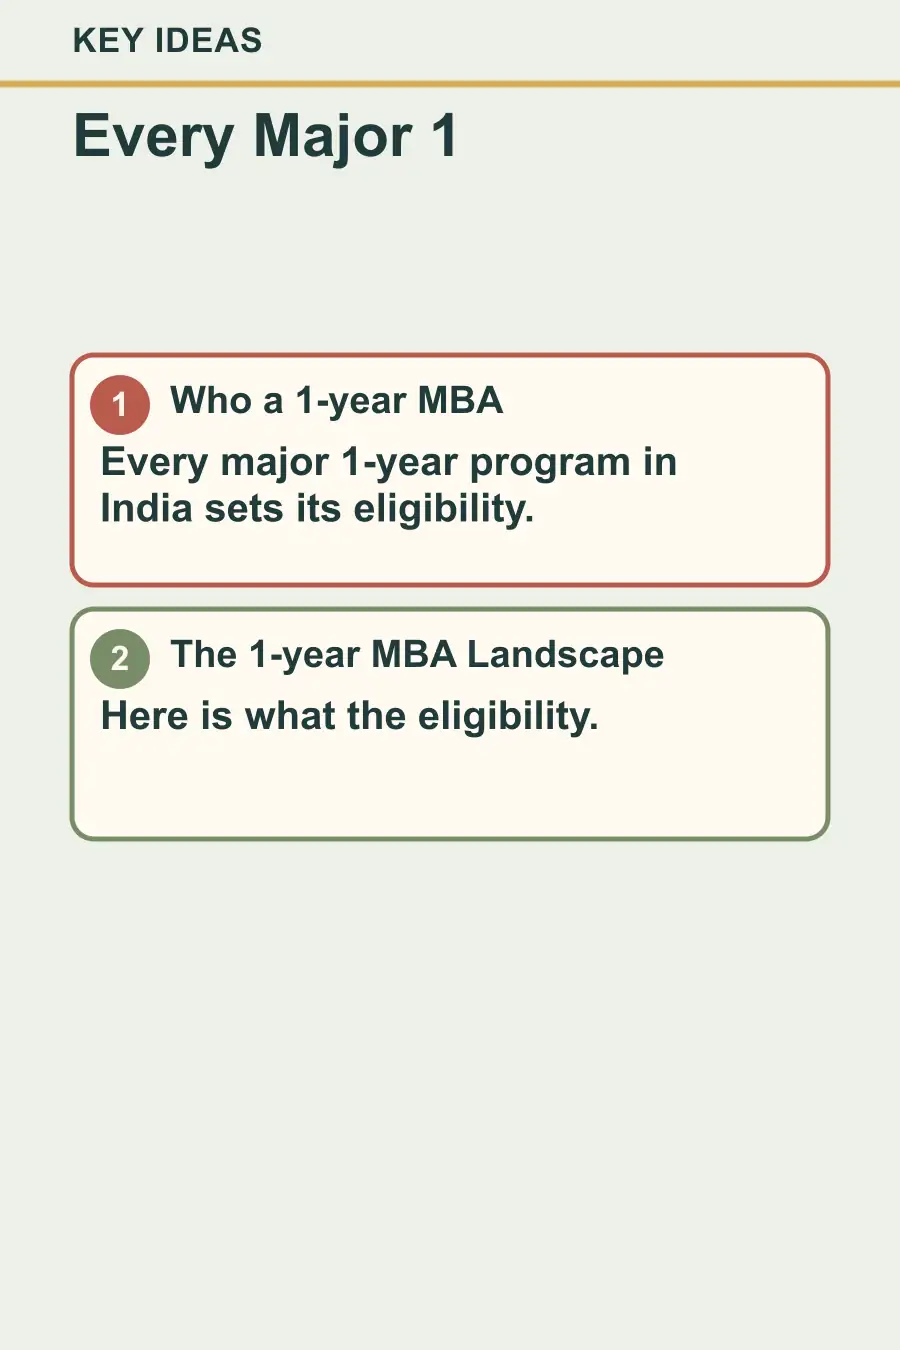 KEY IDEAS
Every Major 1
1
Who a 1-year MBA
Every major 1-year program in
India sets its eligibility.
2
The 1-year MBA Landscape
Here is what the eligibility.